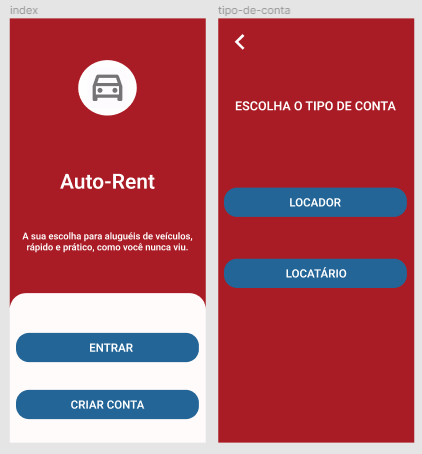 index
Auto-Rent
A sua escolha para aluguéis de veículos,
rápido e prático, como você nunca viu.
ENTRAR
CRIAR CONTA
tipo-de-conta
ESCOLHA O TIPO DE CONTA
LOCADOR
LOCATÁRIO